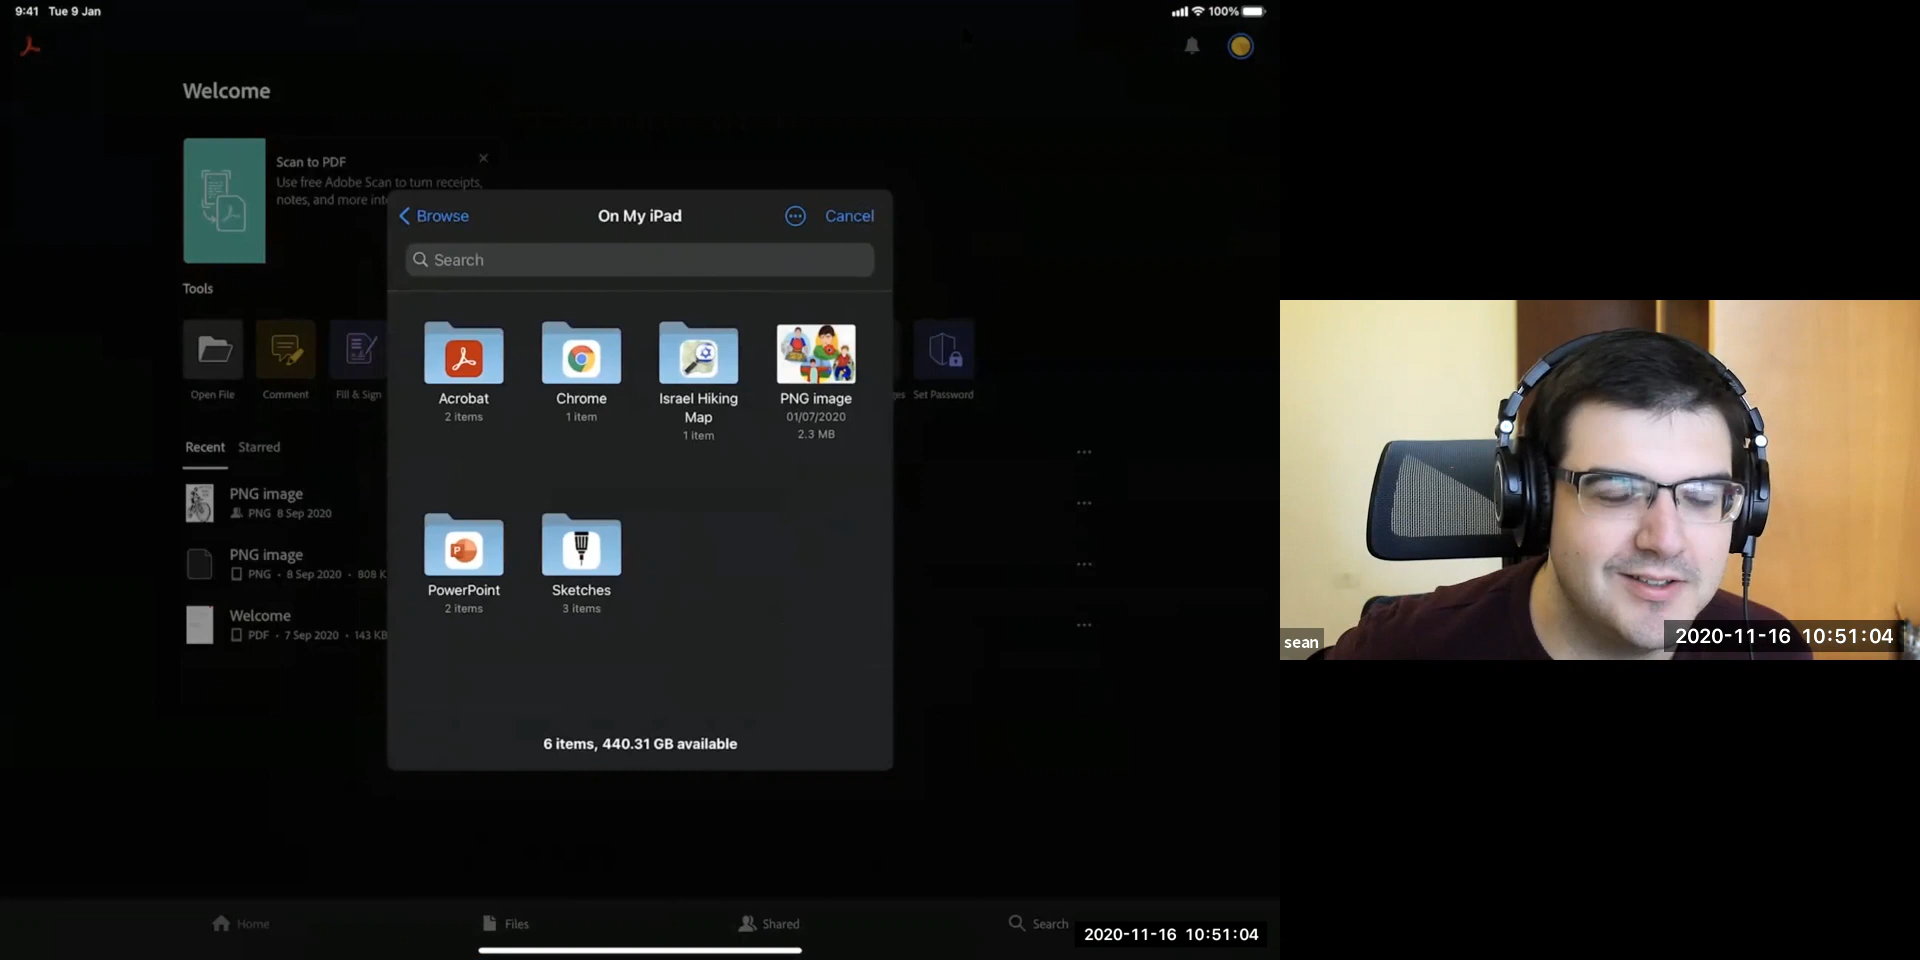 9:41 Tue 9 Jan
100%
Welcome
Scan to PDF
Use free Adobe Scan to turn receipts,
notes, and more int
Tools
Open File
Comment
Fill & Sign
es
Set Password
Recent
Starred
PNG image
PNG 8 Sep 2020
PNG image
PNG • 8 Sep 2020 • 808 K
Welcome
PDF • 7 Sep 2020 • 143 KB
Browse
On My iPad
Cancel
Search
Acrobat
2 items
Chrome
1 item
Israel Hiking
Map
1 item
PNG image
01/07/2020
2.3 MB
P
PowerPoint
2 items
Sketches
3 items
6 items, 440.31 GB available
Home
Files
Shared
Search
2020-11-16 10:51:04
sean
2020-11-16 10:51:04